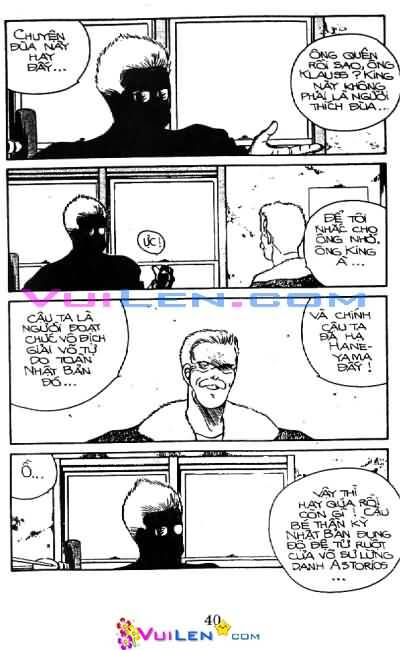 CHUYỆN
ĐÙA NÀY
HAY
ĐẤY...
ÔNG QUÊN
RỒI SAO, ÔNG
KLAUSS? KING
NÀY KHÔNG
PHẢI LÀ NGƯỜI
THÍCH ĐÙA...
ỰC!
ĐỂ TÔI
NHẮC CHO
ÔNG NHỚ,
ÔNG KING
Ạ...
VUILEN.COM
CẬU TA LÀ
NGƯỜI ĐOẠT
CHỨC VÔ ĐỊCH
GIẢI VÕ TỰ
DO TOÀN
NHẬT BẢN
ĐÓ...
VÀ CHÍNH
CẬU TA
ĐÃ HẠ
HANE-
YAMA
ĐẤY!
Ồ...
VẬY THÌ
HAY QUÁ RỒI
CÒN GÌ! CẬU
BÉ THẦN KỲ
NHẬT BẢN ĐỤNG
ĐỘ ĐỆ TỬ RUỘT
CỦA VÕ SƯ LỪNG
DANH ASTORIOS
...
40
VUILEN.COM